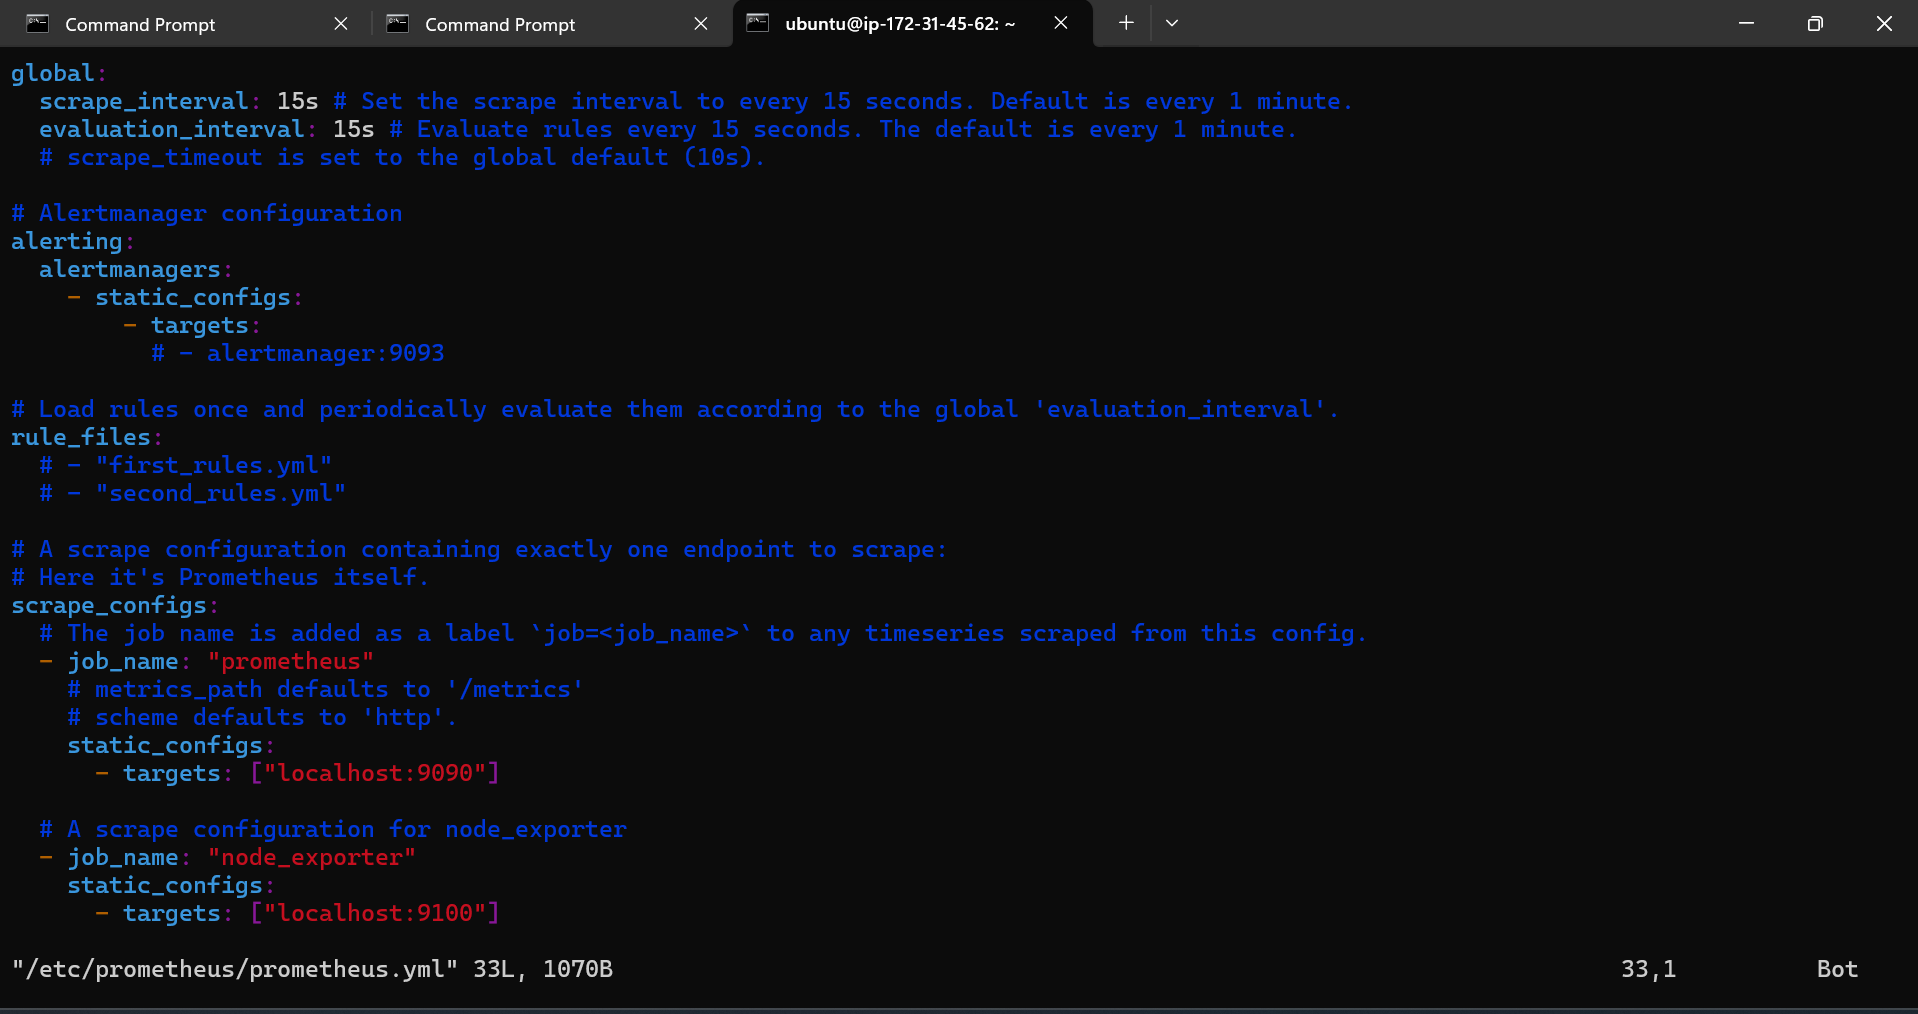 Command Prompt
Command Prompt
ubuntu@ip-172-31-45-62: ~
global:
  scrape_interval: 15s # Set the scrape interval to every 15 seconds. Default is every 1 minute.
  evaluation_interval: 15s # Evaluate rules every 15 seconds. The default is every 1 minute.
  # scrape_timeout is set to the global default (10s).

# Alertmanager configuration
alerting:
  alertmanagers:
    - static_configs:
        - targets:
          # - alertmanager:9093

# Load rules once and periodically evaluate them according to the global 'evaluation_interval'.
rule_files:
  # - "first_rules.yml"
  # - "second_rules.yml"

# A scrape configuration containing exactly one endpoint to scrape:
# Here it's Prometheus itself.
scrape_configs:
  # The job name is added as a label `job=<job_name>` to any timeseries scraped from this config.
  - job_name: "prometheus"
    # metrics_path defaults to '/metrics'
    # scheme defaults to 'http'.
    static_configs:
      - targets: ["localhost:9090"]

  # A scrape configuration for node_exporter
  - job_name: "node_exporter"
    static_configs:
      - targets: ["localhost:9100"]

"/etc/prometheus/prometheus.yml" 33L, 1070B 33,1 Bot